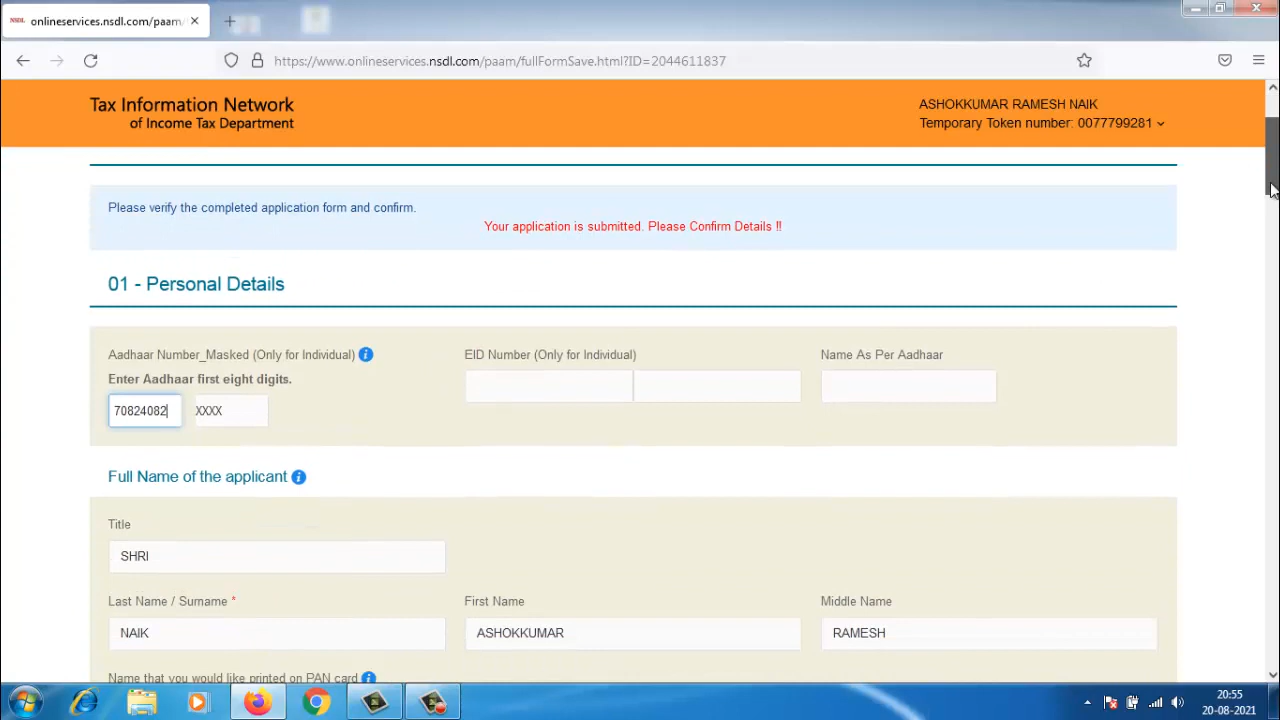 NSDL onlineservices.nsdl.com/paam/
https://www.onlineservices.nsdl.com/paam/fullFormSave.html?ID=2044611837
Tax Information Network
of Income Tax Department
ASHOKKUMAR RAMESH NAIK
Temporary Token number: 0077799281
Please verify the completed application form and confirm.
Your application is submitted. Please Confirm Details !!
01 - Personal Details
Aadhaar Number_Masked (Only for Individual)
EID Number (Only for Individual)
Name As Per Aadhaar
Enter Aadhaar first eight digits.
70824082 XXXX
Full Name of the applicant
Title
SHRI
Last Name / Surname *
First Name
Middle Name
NAIK
ASHOKKUMAR
RAMESH
Name that you would like printed on PAN card
20:55
20-08-2021